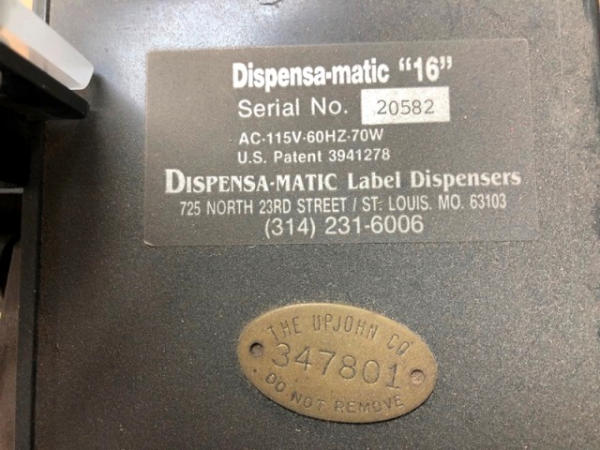 Dispensa-matic “16”
Serial No. 20582
AC-115V-60HZ-70W
U.S. Patent 3941278
DISPENSA-MATIC Label Dispensers
725 NORTH 23RD STREET / ST. LOUIS. MO. 63103
(314) 231-6006
THE UPJOHN CO.
347801
DO NOT REMOVE